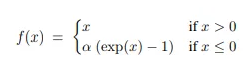 f(x) = { x if x > 0
α (exp(x) − 1) if x ≤ 0